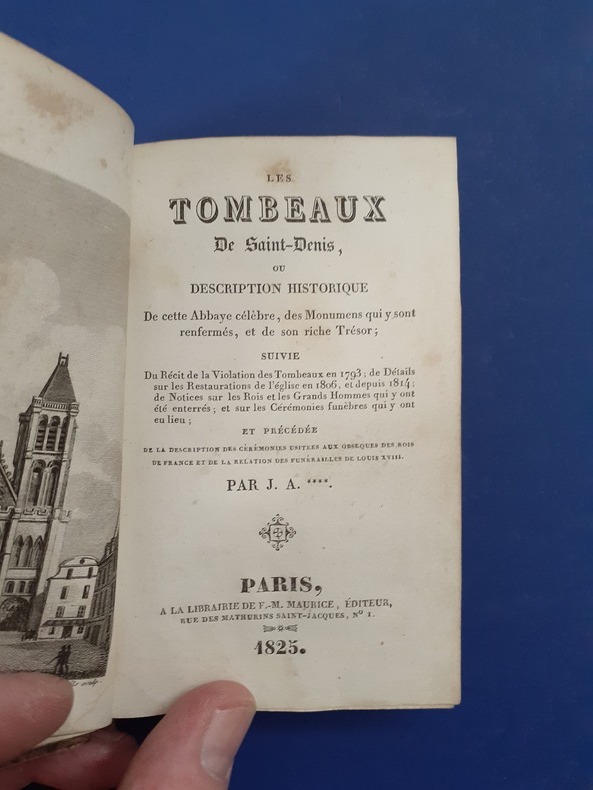 LES
TOMBEAUX
De Saint-Denis,
OU
DESCRIPTION HISTORIQUE
De cette Abbaye célèbre, des Monumens qui y sont
renfermés, et de son riche Trésor;
SUIVIE
Du Récit de la Violation des Tombeaux en 1793; de Détails
sur les Restaurations de l'église en 1806, et depuis 1814;
de Notices sur les Rois et les Grands Hommes qui y ont
été enterrés; et sur les Cérémonies funèbres qui y ont
eu lieu;
ET PRÉCÉDÉE
DE LA DESCRIPTION DES CÉRÉMONIES USITÉES AUX OBSÈQUES DES ROIS
DE FRANCE ET DE LA RELATION DES FUNÉRAILLES DE LOUIS XVIII.
PAR J. A. ****.
PARIS,
A LA LIBRAIRIE DE F.-M. MAURICE, ÉDITEUR,
RUE DES MATHURINS SAINT-JACQUES, Nº 1.
1825.
sculp.